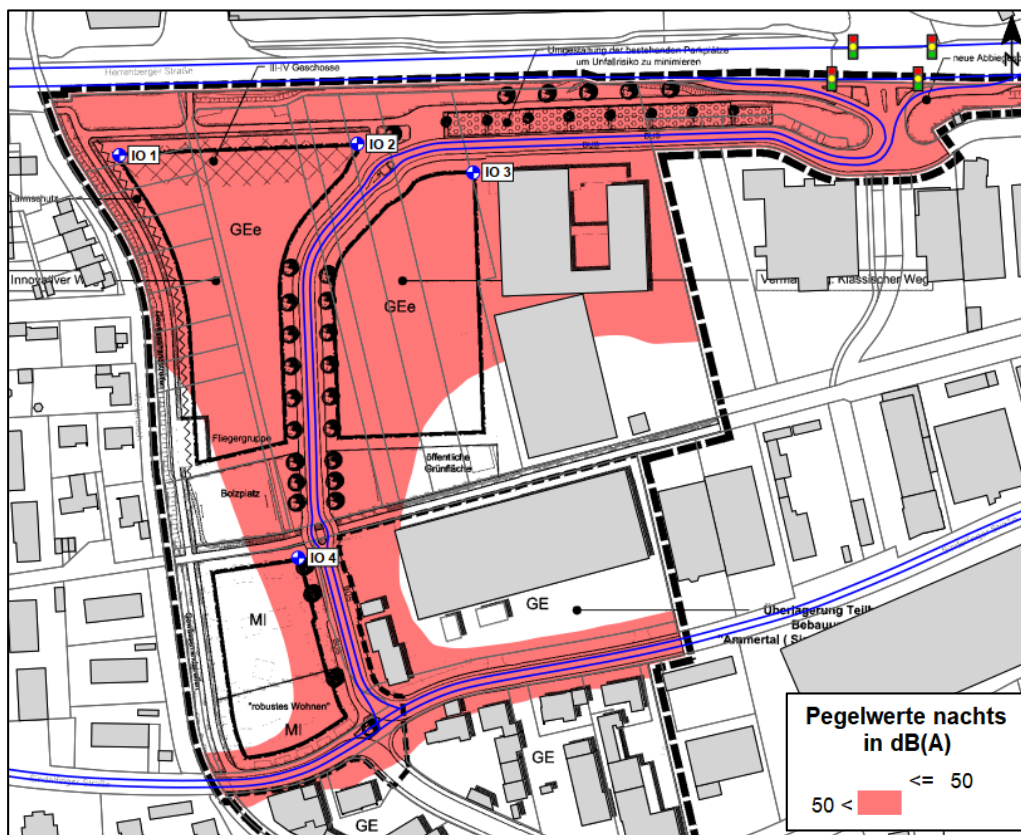 Umgestaltung der bestehenden Parkplätze
um Unfallrisiko zu minimieren
neue Abbiegesp
Herrenberger Straße
III-IV Geschosse
IO 1
IO 2
IO 3
Lärmschutz
GEe
GEe
Innovativer W
Klassischer Weg
Fliegergruppe
öffentliche
Grünfläche
Bolzplatz
IO 4
MI
GE
Überlagerung Teil
Bebauu
"Ammertal ( S
"robustes Wohnen"
MI
GE
GE
Pegelwerte nachts
in dB(A)
<= 50
50 <